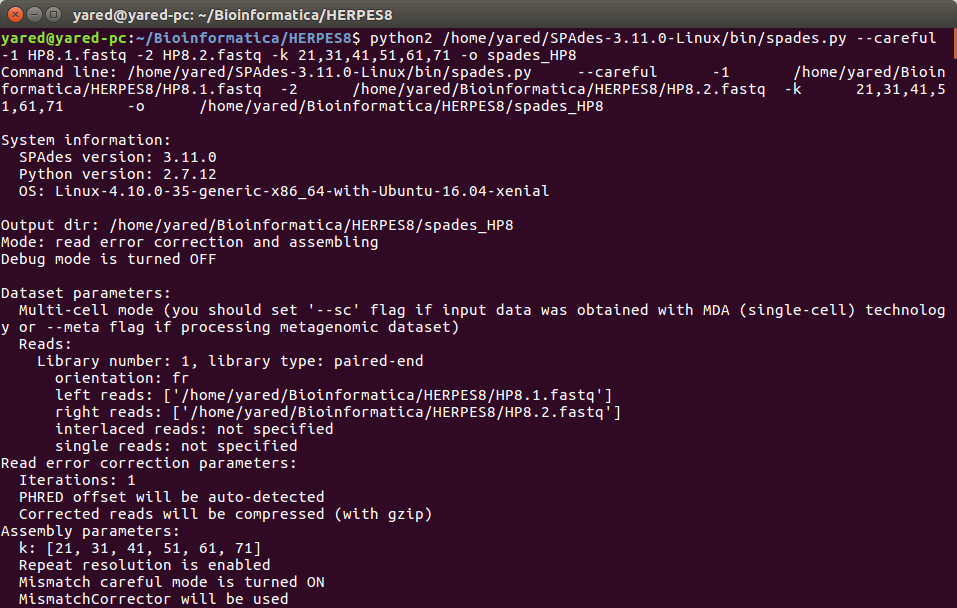 yared@yared-pc: ~/Bioinformatica/HERPES8
yared@yared-pc:~/Bioinformatica/HERPES8$ python2 /home/yared/SPAdes-3.11.0-Linux/bin/spades.py --careful
-1 HP8.1.fastq -2 HP8.2.fastq -k 21,31,41,51,61,71 -o spades_HP8
Command line: /home/yared/SPAdes-3.11.0-Linux/bin/spades.py     --careful      -1       /home/yared/Bioin
formatica/HERPES8/HP8.1.fastq  -2      /home/yared/Bioinformatica/HERPES8/HP8.2.fastq  -k      21,31,41,5
1,61,71       -o      /home/yared/Bioinformatica/HERPES8/spades_HP8
System information:
  SPAdes version: 3.11.0
  Python version: 2.7.12
  OS: Linux-4.10.0-35-generic-x86_64-with-Ubuntu-16.04-xenial
Output dir: /home/yared/Bioinformatica/HERPES8/spades_HP8
Mode: read error correction and assembling
Debug mode is turned OFF
Dataset parameters:
  Multi-cell mode (you should set '--sc' flag if input data was obtained with MDA (single-cell) technolog
y or --meta flag if processing metagenomic dataset)
  Reads:
    Library number: 1, library type: paired-end
      orientation: fr
      left reads: ['/home/yared/Bioinformatica/HERPES8/HP8.1.fastq']
      right reads: ['/home/yared/Bioinformatica/HERPES8/HP8.2.fastq']
      interlaced reads: not specified
      single reads: not specified
Read error correction parameters:
  Iterations: 1
  PHRED offset will be auto-detected
  Corrected reads will be compressed (with gzip)
Assembly parameters:
  k: [21, 31, 41, 51, 61, 71]
  Repeat resolution is enabled
  Mismatch careful mode is turned ON
  MismatchCorrector will be used